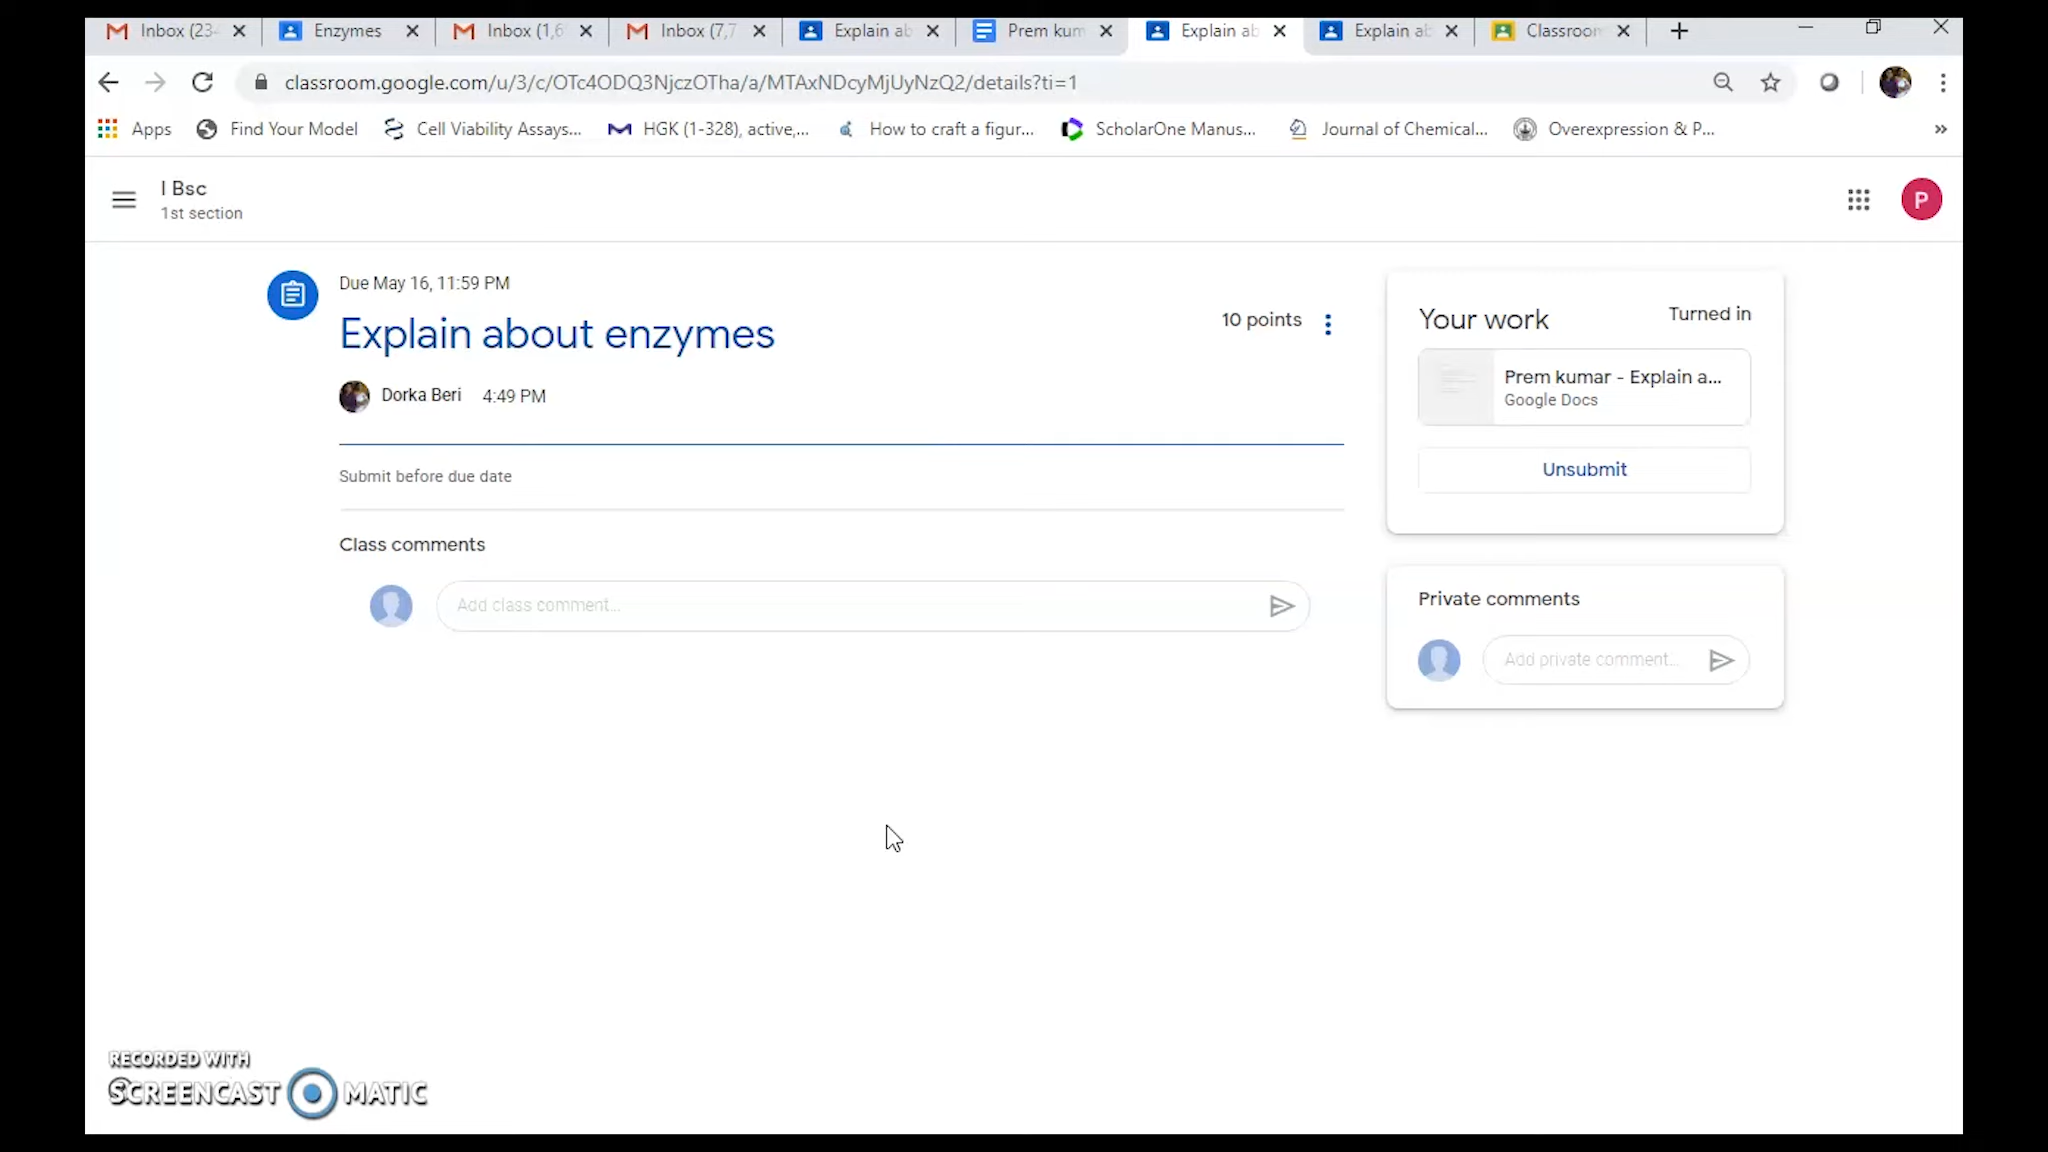 Inbox (23
Enzymes
Inbox (1,6
Inbox (7,7
Explain ab
Prem kum
Explain ab
Explain ab
Classroom
classroom.google.com/u/3/c/OTc4ODQ3NjczOTha/a/MTAxNDcyMjUyNzQ2/details?ti=1
Apps
Find Your Model
Cell Viability Assays...
HGK (1-328), active,...
How to craft a figur...
ScholarOne Manus...
Journal of Chemical...
Overexpression & P...
I Bsc
1st section
P
Due May 16, 11:59 PM
Explain about enzymes
10 points
Dorka Beri 4:49 PM
Submit before due date
Class comments
Add class comment...
Your work
Turned in
Prem kumar - Explain a...
Google Docs
Unsubmit
Private comments
Add private comment...
RECORDED WITH
SCREENCAST MATIC